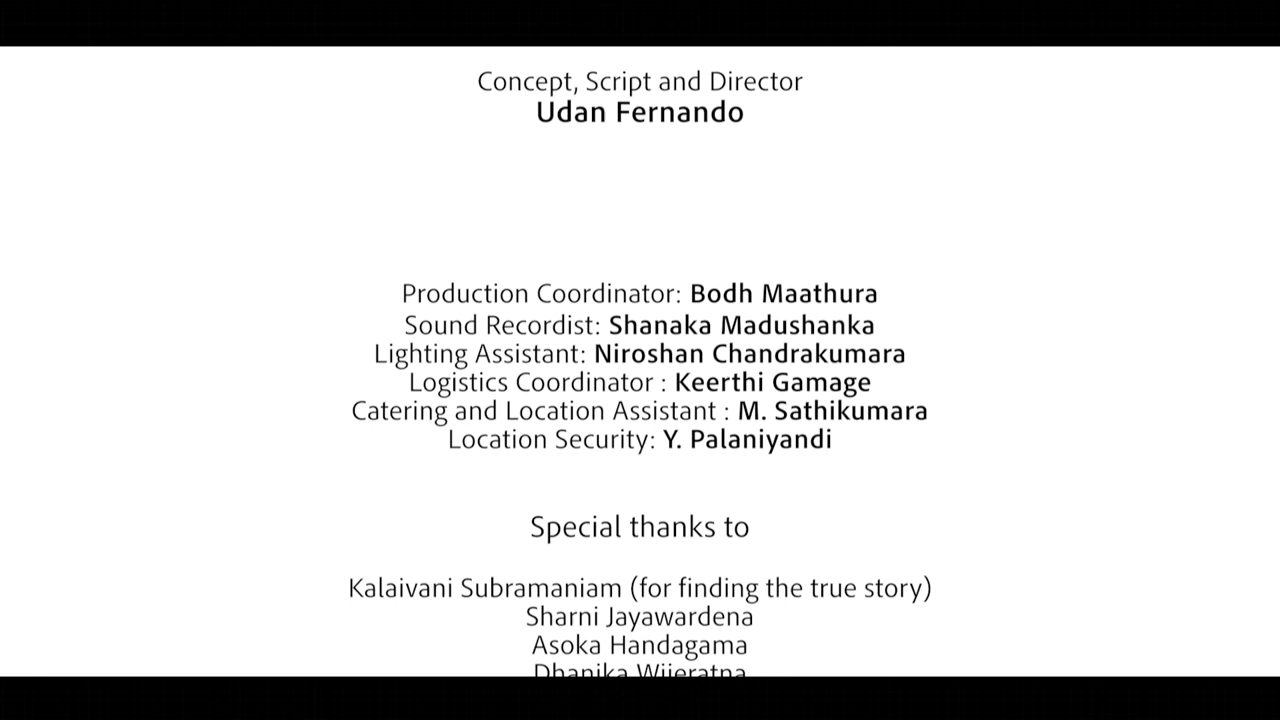 Concept, Script and Director
Udan Fernando
Production Coordinator: Bodh Maathura
Sound Recordist: Shanaka Madushanka
Lighting Assistant: Niroshan Chandrakumara
Logistics Coordinator : Keerthi Gamage
Catering and Location Assistant : M. Sathikumara
Location Security: Y. Palaniyandi
Special thanks to
Kalaivani Subramaniam (for finding the true story)
Sharni Jayawardena
Asoka Handagama
Dhanika Wijeratna